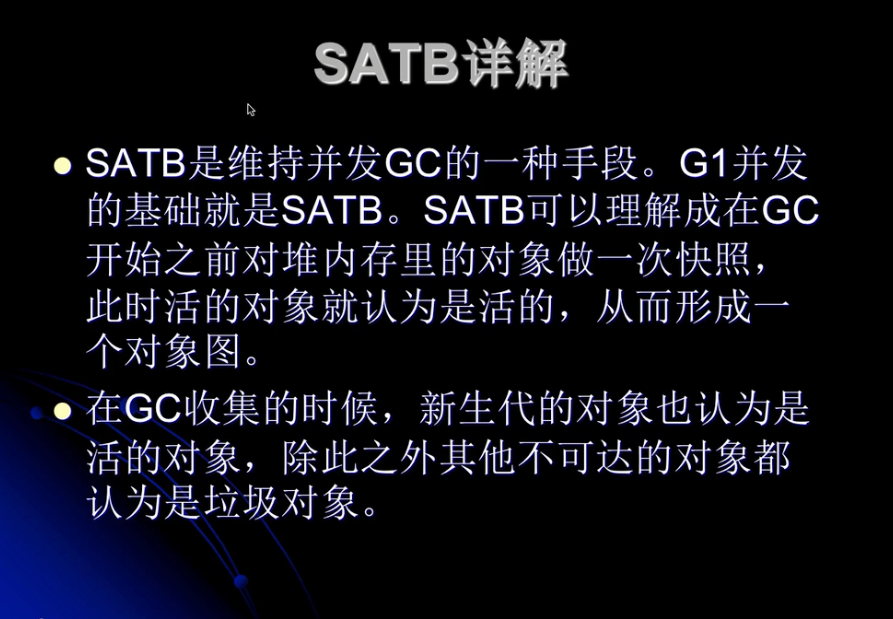 SATB详解
SATB是维持并发GC的一种手段。G1并发
的基础就是SATB。SATB可以理解成在GC
开始之前对堆内存里的对象做一次快照，
此时活的对象就认为是活的，从而形成一
个对象图。
在GC收集的时候，新生代的对象也认为是
活的对象，除此之外其他不可达的对象都
认为是垃圾对象。